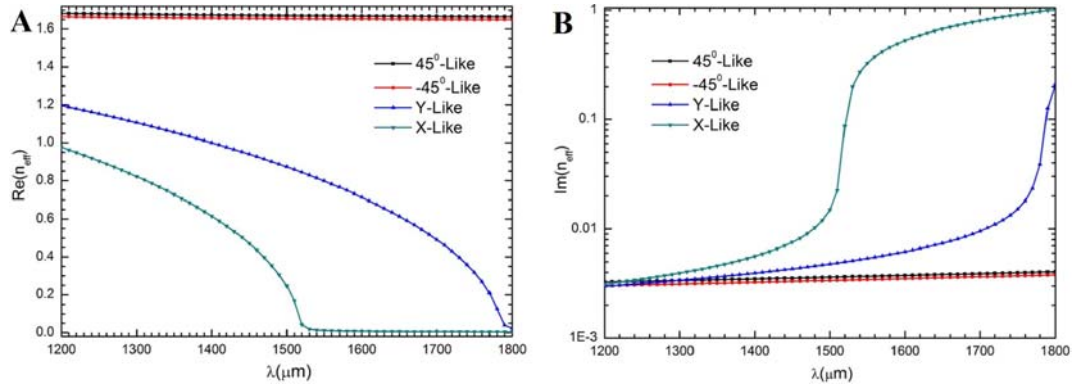 A
Re(n_eff)
1.6
1.4
1.2
1.0
0.8
0.6
0.4
0.2
0.0
45⁰-Like
-45⁰-Like
Y-Like
X-Like
1200 1300 1400 1500 1600 1700 1800
λ(μm)
B
Im(n_eff)
1
0.1
0.01
1E-3
45⁰-Like
-45⁰-Like
Y-Like
X-Like
1200 1300 1400 1500 1600 1700 1800
λ(μm)